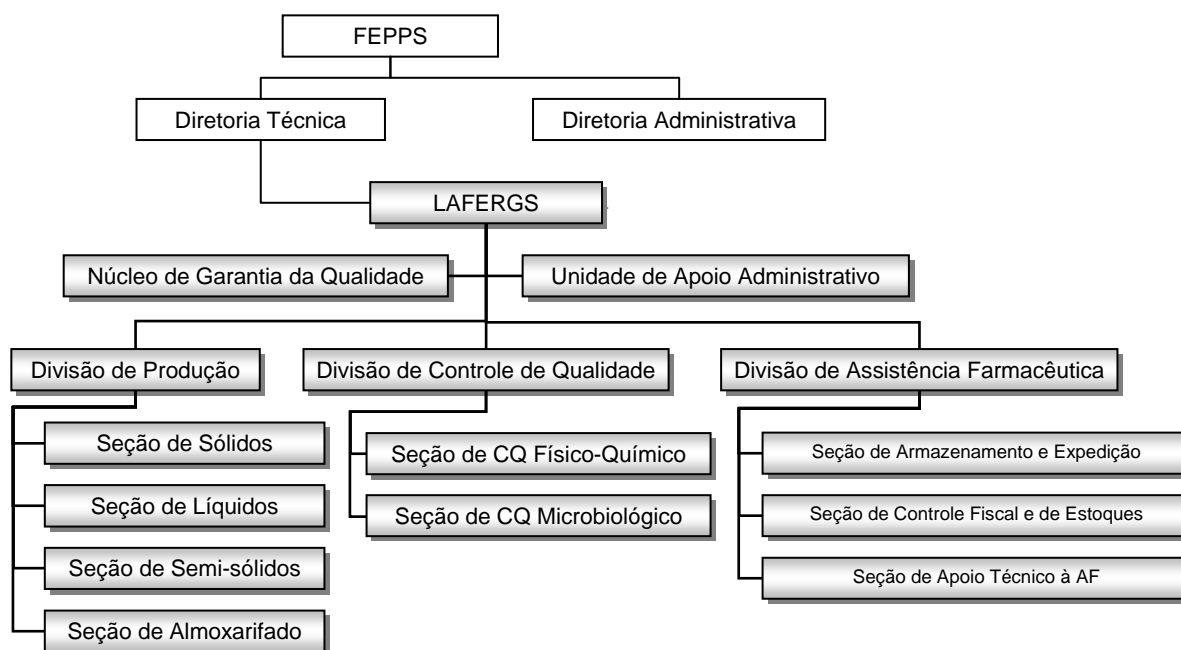 FEPPS
Diretoria Técnica
Diretoria Administrativa
LAFERGS
Núcleo de Garantia da Qualidade
Unidade de Apoio Administrativo
Divisão de Produção
Divisão de Controle de Qualidade
Divisão de Assistência Farmacêutica
Seção de Sólidos
Seção de Líquidos
Seção de Semi-sólidos
Seção de Almoxarifado
Seção de CQ Físico-Químico
Seção de CQ Microbiológico
Seção de Armazenamento e Expedição
Seção de Controle Fiscal e de Estoques
Seção de Apoio Técnico à AF